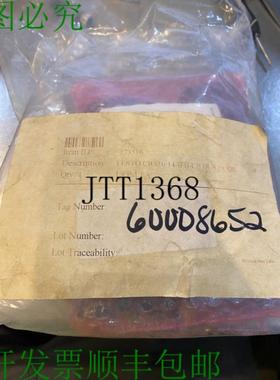 图必究
Item ID
Description
Qty:
JTT1368
Tag Number:
600D8652
Lot Number:
Lot Traceability
开发票顺丰包邮